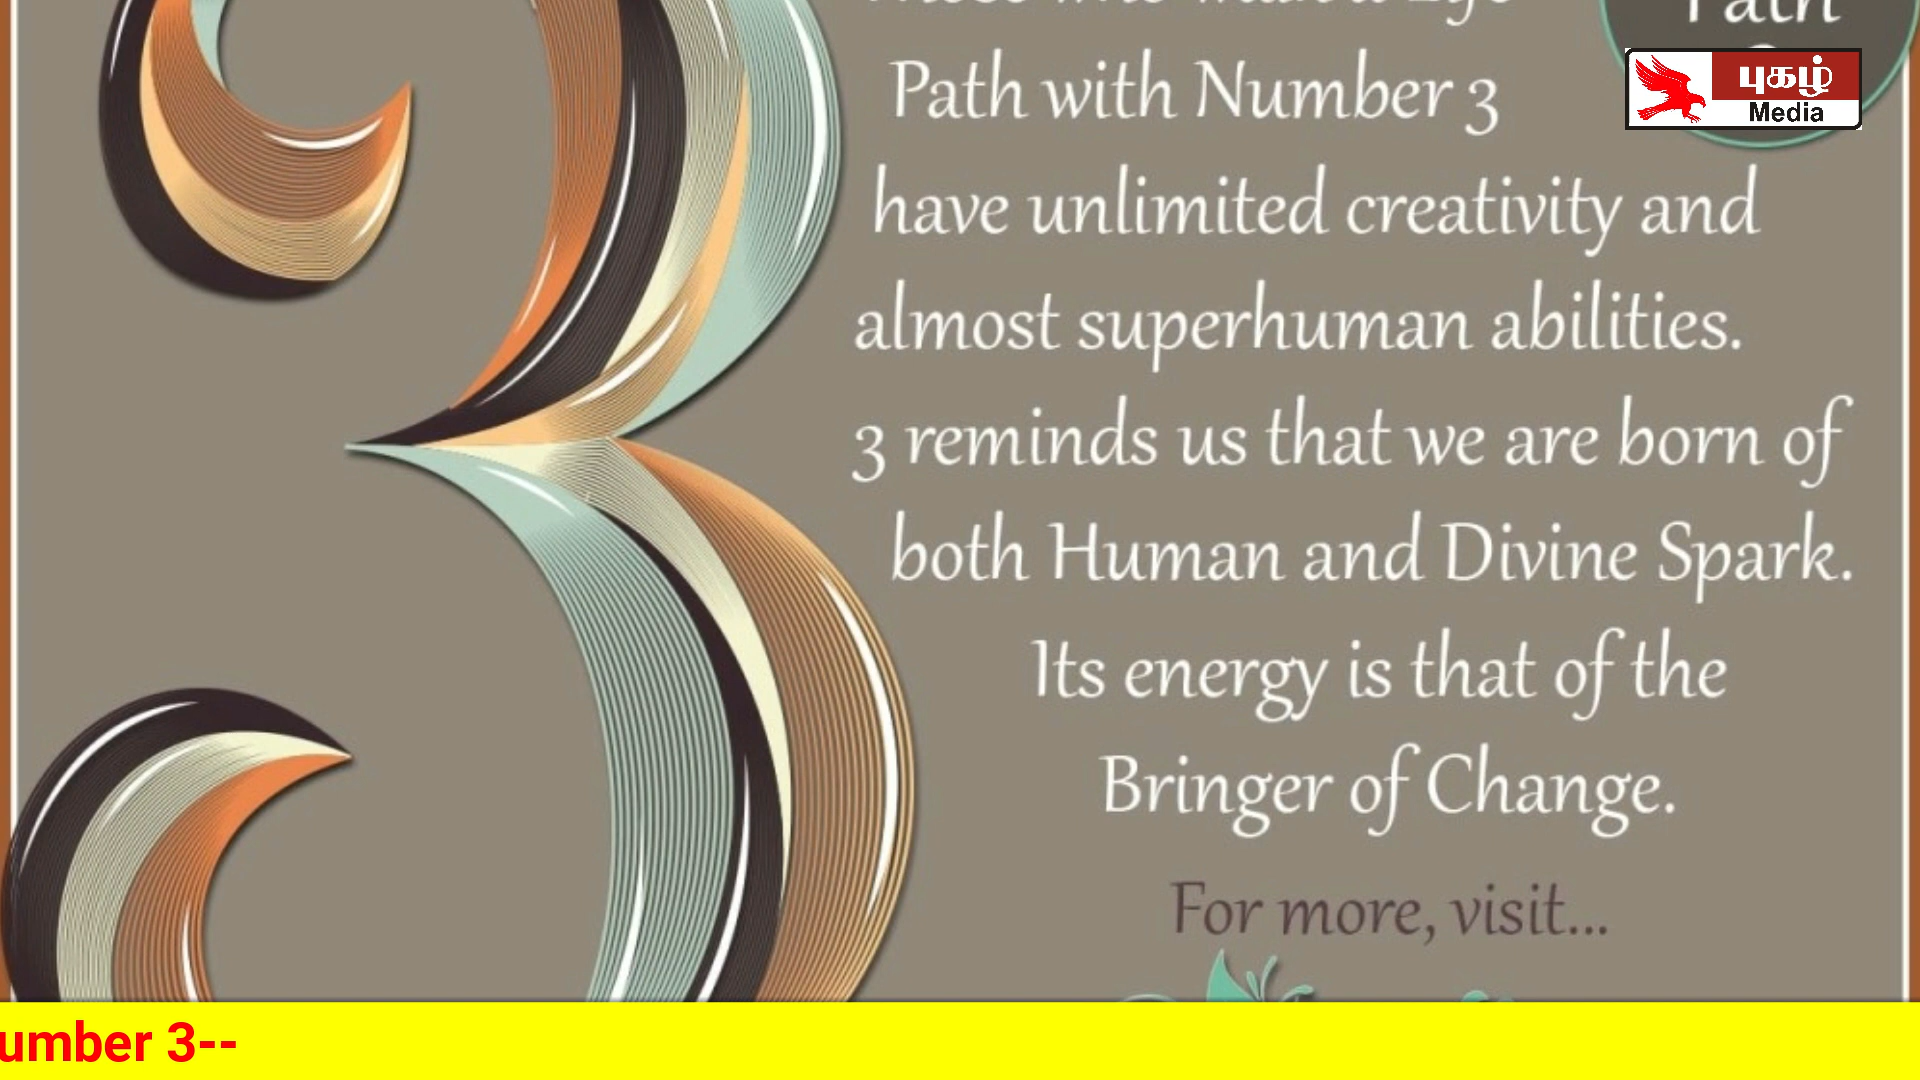 Path
புகழ்
Media
Path with Number 3
have unlimited creativity and
almost superhuman abilities.
3 reminds us that we are born of
both Human and Divine Spark.
Its energy is that of the
Bringer of Change.
For more, visit...
umber 3--